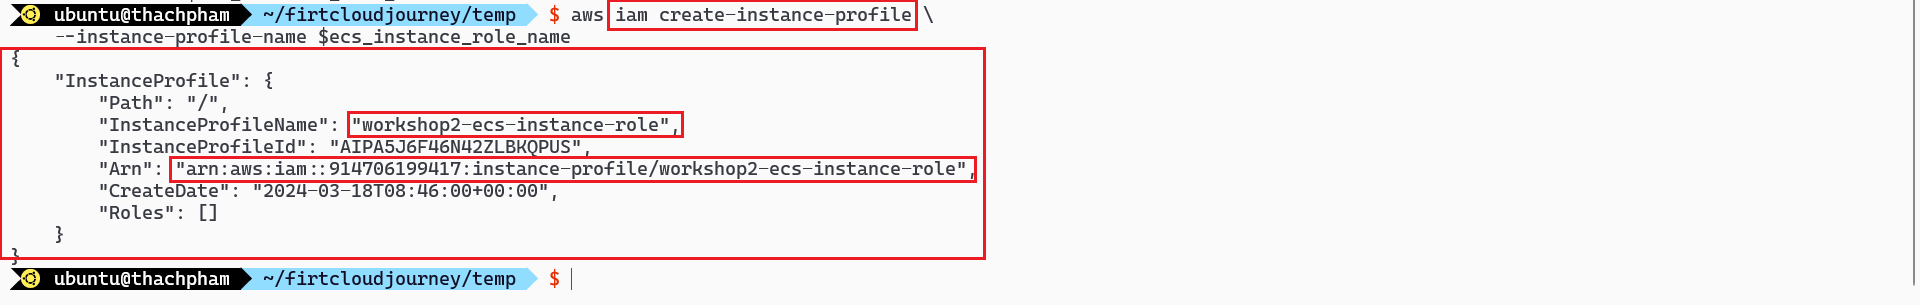 ubuntu@thachpham ~/firtcloudjourney/temp $ aws iam create-instance-profile \
--instance-profile-name $ecs_instance_role_name
{
"InstanceProfile": {
"Path": "/",
"InstanceProfileName": "workshop2-ecs-instance-role",
"InstanceProfileId": "AIPA5J6F46N42ZLBKQPUS",
"Arn": "arn:aws:iam::914706199417:instance-profile/workshop2-ecs-instance-role",
"CreateDate": "2024-03-18T08:46:00+00:00",
"Roles": []
}
}
ubuntu@thachpham ~/firtcloudjourney/temp $